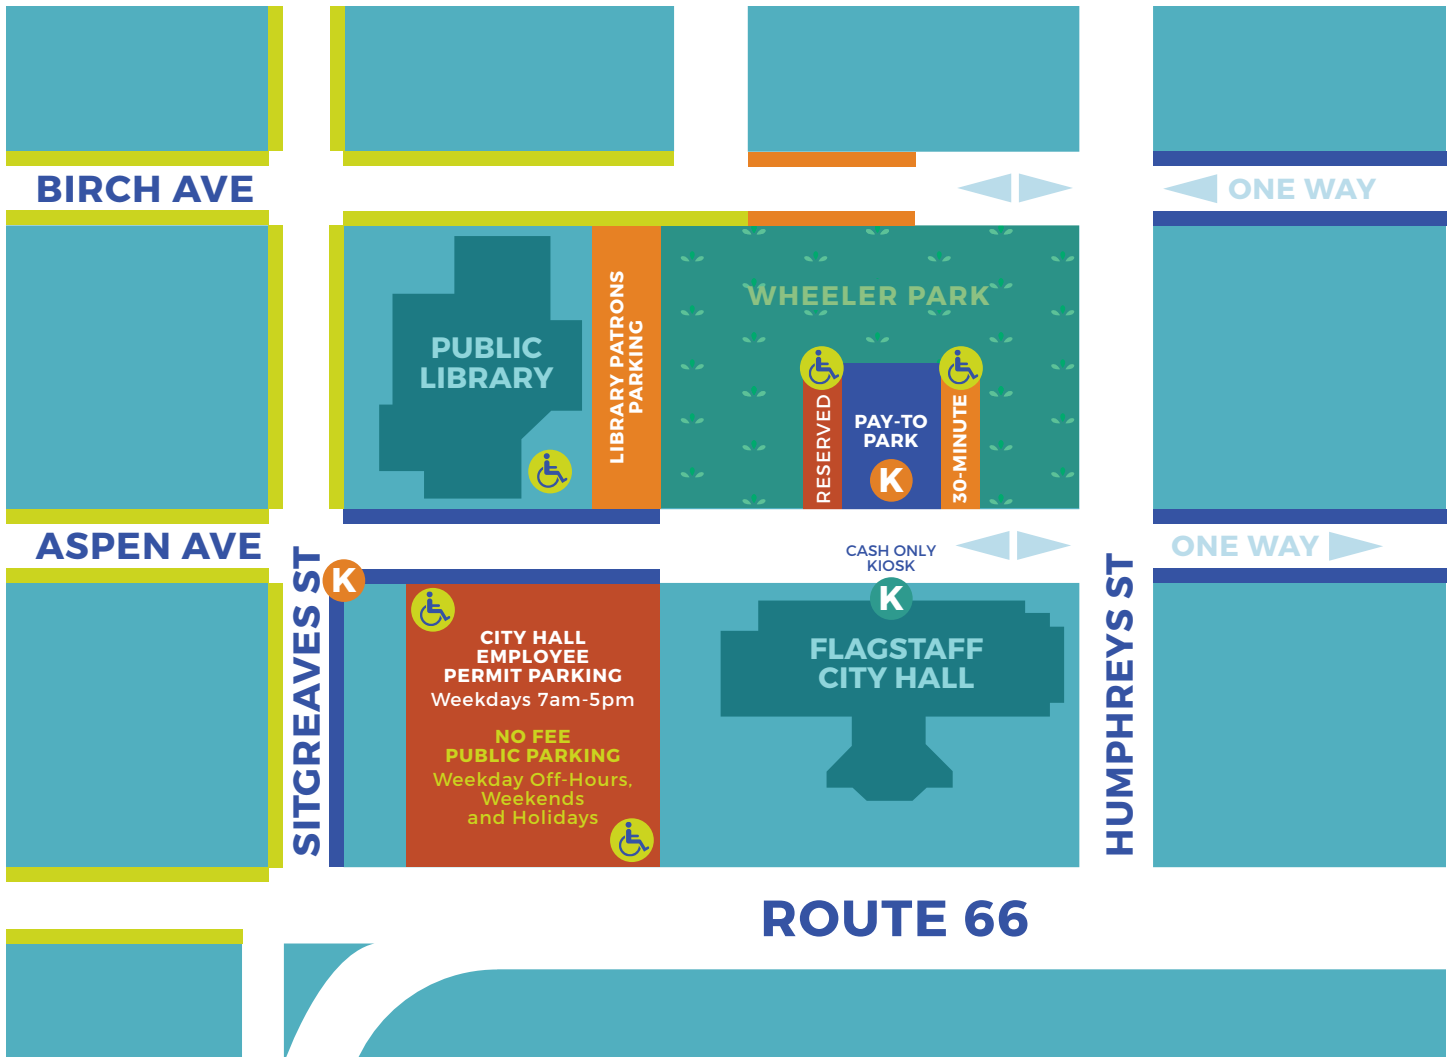 BIRCH AVE
ONE WAY
WHEELER PARK
PUBLIC
LIBRARY
LIBRARY PATRONS
PARKING
RESERVED
PAY-TO
PARK
K
30-MINUTE
ASPEN AVE
ONE WAY
CASH ONLY
KIOSK
K
K
SITGREAVES ST
HUMPHREYS ST
CITY HALL
EMPLOYEE
PERMIT PARKING
Weekdays 7am-5pm
NO FEE
PUBLIC PARKING
Weekday Off-Hours,
Weekends
and Holidays
FLAGSTAFF
CITY HALL
ROUTE 66